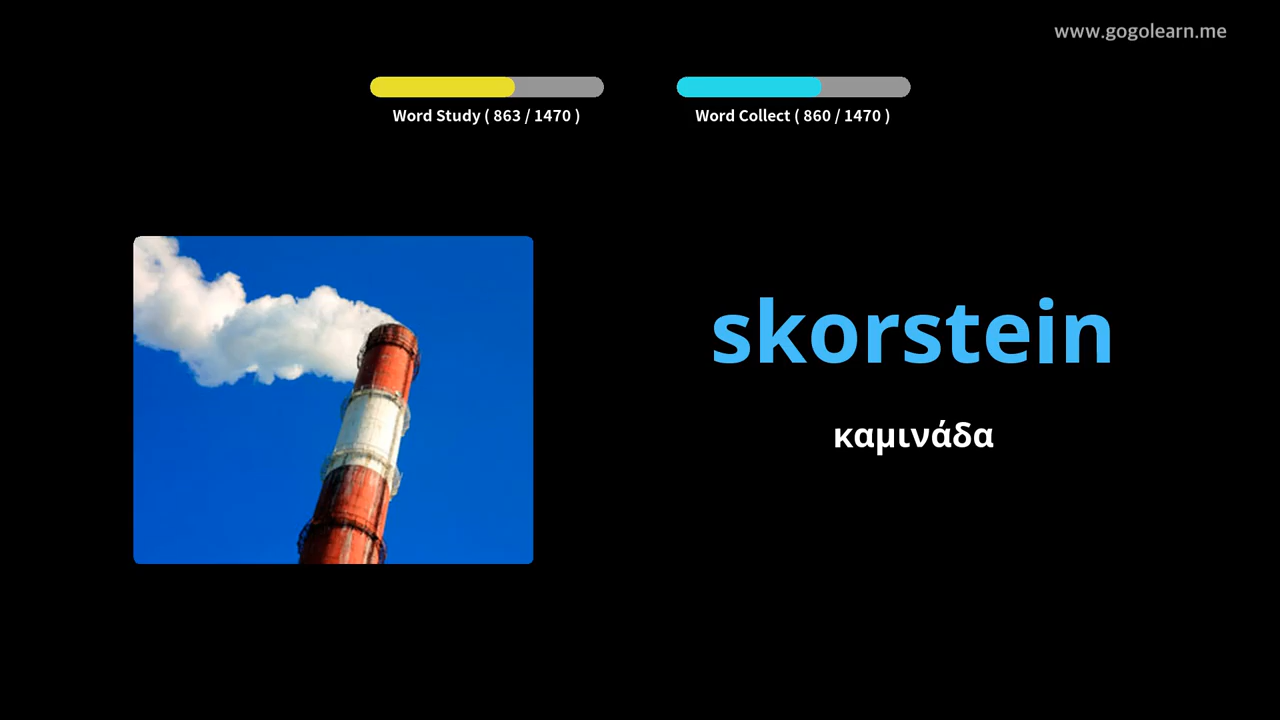 www.gogolearn.me
Word Study ( 863 / 1470 )
Word Collect ( 860 / 1470 )
skorstein
καμινάδα